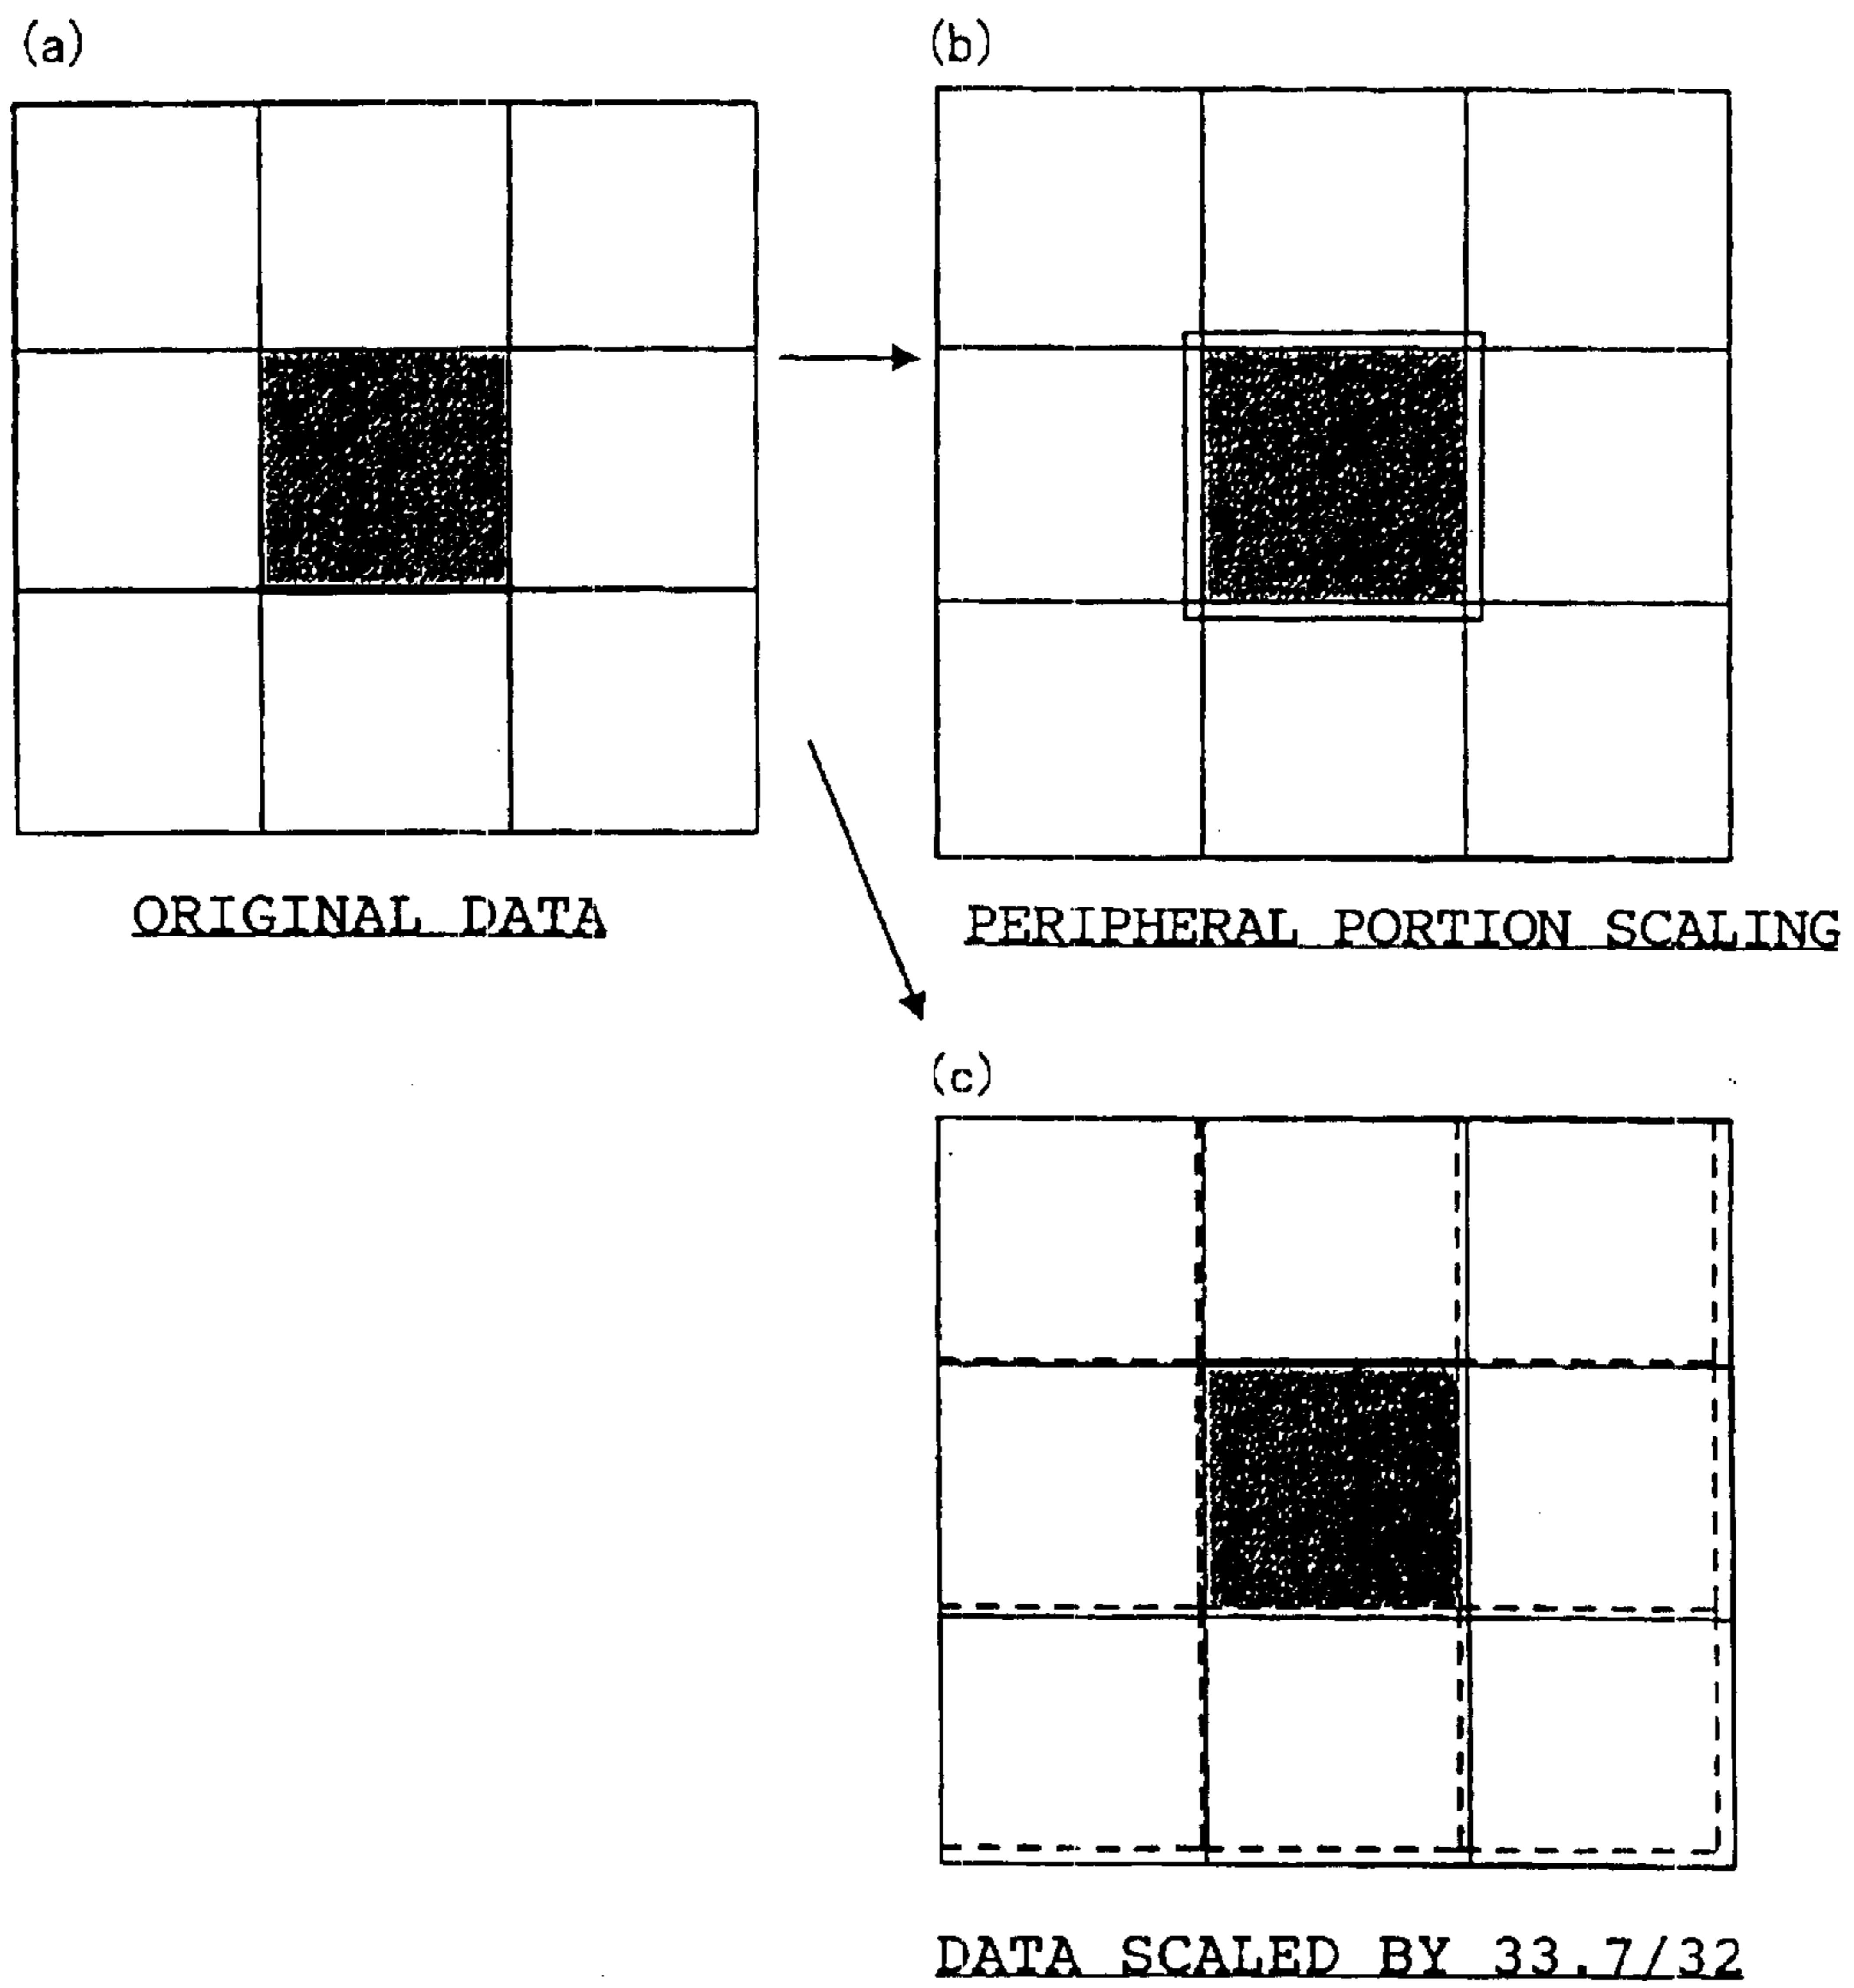 (a)
(b)
ORIGINAL DATA
PERIPHERAL PORTION SCALING
(c)
DATA SCALED BY 33.7/32